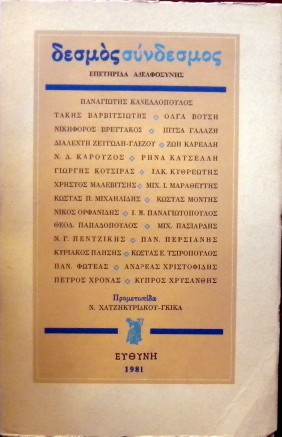 δεσμὸς σύνδεσμος
ΕΠΕΤΗΡΙΔΑ ΑΔΕΛΦΟΣΥΝΗΣ
ΠΑΝΑΓΙΩΤΗΣ ΚΑΝΕΛΛΟΠΟΥΛΟΣ
ΤΑΚΗΣ ΒΑΡΒΙΤΣΙΩΤΗΣ ◆ ΟΛΓΑ ΒΟΤΣΗ
ΝΙΚΗΦΟΡΟΣ ΒΡΕΤΤΑΚΟΣ ◆ ΠΙΤΣΑ ΓΑΛΑΖΗ
ΔΙΑΛΕΧΤΗ ΖΕΥΓΩΛΗ-ΓΛΕΖΟΥ ◆ ΖΩΗ ΚΑΡΕΛΛΗ
Ν. Δ. ΚΑΡΟΥΖΟΣ ◆ ΡΗΝΑ ΚΑΤΣΕΛΛΗ
ΓΙΩΡΓΗΣ ΚΟΤΣΙΡΑΣ ◆ ΙΑΚ. ΚΥΘΡΕΩΤΗΣ
ΧΡΗΣΤΟΣ ΜΑΛΕΒΙΤΣΗΣ ◆ ΜΙΧ. Ι. ΜΑΡΑΘΕΥΤΗΣ
ΚΩΣΤΑΣ Π. ΜΙΧΑΗΛΙΔΗΣ ◆ ΚΩΣΤΑΣ ΜΟΝΤΗΣ
ΝΙΚΟΣ ΟΡΦΑΝΙΔΗΣ ◆ Ι. Μ. ΠΑΝΑΓΙΩΤΟΠΟΥΛΟΣ
ΘΕΟΔ. ΠΑΠΑΔΟΠΟΥΛΟΣ ◆ ΜΙΧ. ΠΑΣΙΑΡΔΗΣ
Ν. Γ. ΠΕΝΤΖΙΚΗΣ ◆ ΠΑΝ. ΠΕΡΣΙΑΝΗΣ
ΚΥΡΙΑΚΟΣ ΠΛΗΣΗΣ ◆ ΚΩΣΤΑΣ Ε. ΤΣΙΡΟΠΟΥΛΟΣ
ΠΑΝ. ΦΩΤΕΑΣ ◆ ΑΝΔΡΕΑΣ ΧΡΙΣΤΟΦΙΔΗΣ
ΠΕΤΡΟΣ ΧΡΟΝΑΣ ◆ ΚΥΠΡΟΣ ΧΡΥΣΑΝΘΗΣ
Προμετωπίδα
Ν. ΧΑΤΖΗΚΥΡΙΑΚΟΥ-ΓΚΙΚΑ
ΕΥΘΥΝΗ
1981